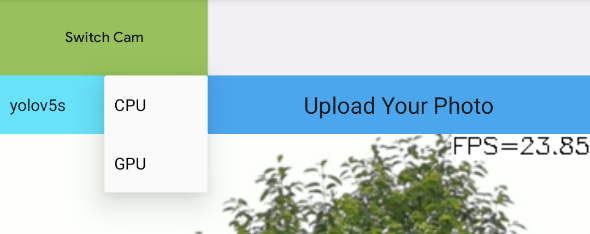 Switch Cam
yolov5s
CPU
Upload Your Photo
GPU
FPS=23.85